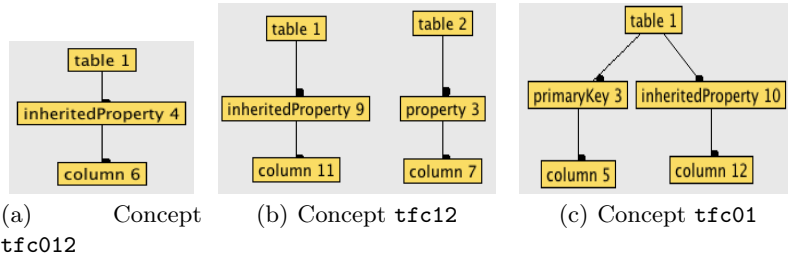 table 1
inheritedProperty 4
column 6
(a) Concept
tfc012
table 1
table 2
inheritedProperty 9
property 3
column 11
column 7
(b) Concept tfc12
table 1
primaryKey 3
inheritedProperty 10
column 5
column 12
(c) Concept tfc01